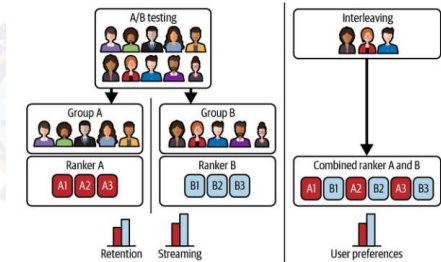 A/B testing
Interleaving
Group A
Group B
Ranker A
A1 A2 A3
Ranker B
B1 B2 B3
Combined ranker A and B
A1 B1 A2 B2 A3 B3
Retention
Streaming
User preferences